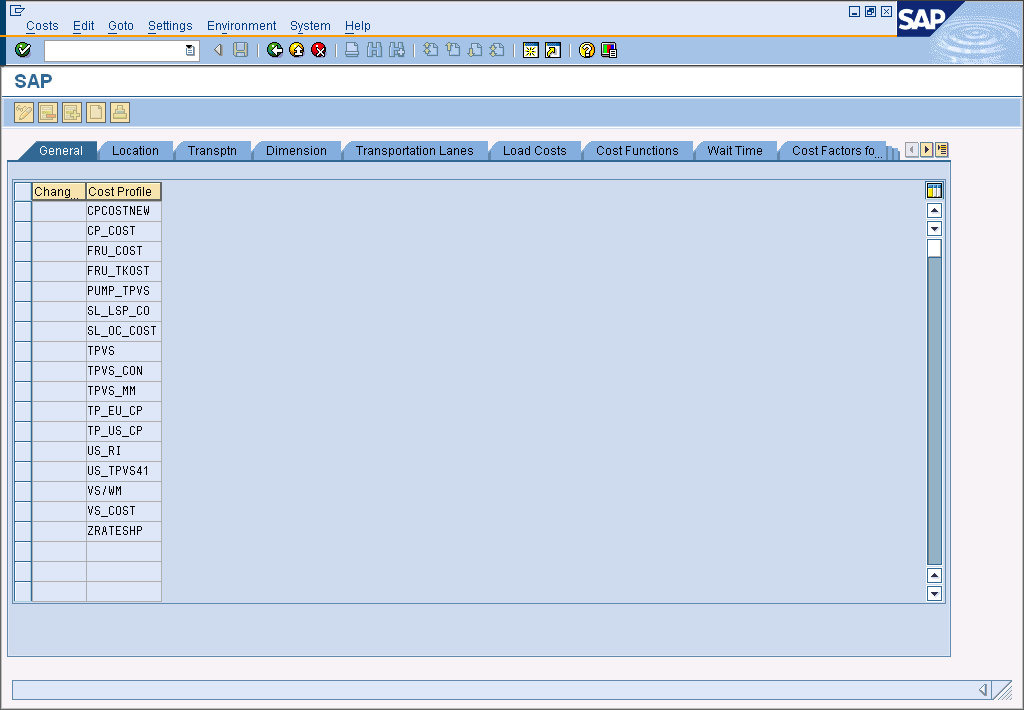 Costs Edit Goto Settings Environment System Help
SAP
SAP
General Location Transptn Dimension Transportation Lanes Load Costs Cost Functions Wait Time Cost Factors fo...
Chang... Cost Profile
CPCOSTNEW
CP_COST
FRU_COST
FRU_TKOST
PUMP_TPVS
SL_LSP_CO
SL_OC_COST
TPVS
TPVS_CON
TPVS_MM
TP_EU_CP
TP_US_CP
US_RI
US_TPVS41
VS/WM
VS_COST
ZRATESHP